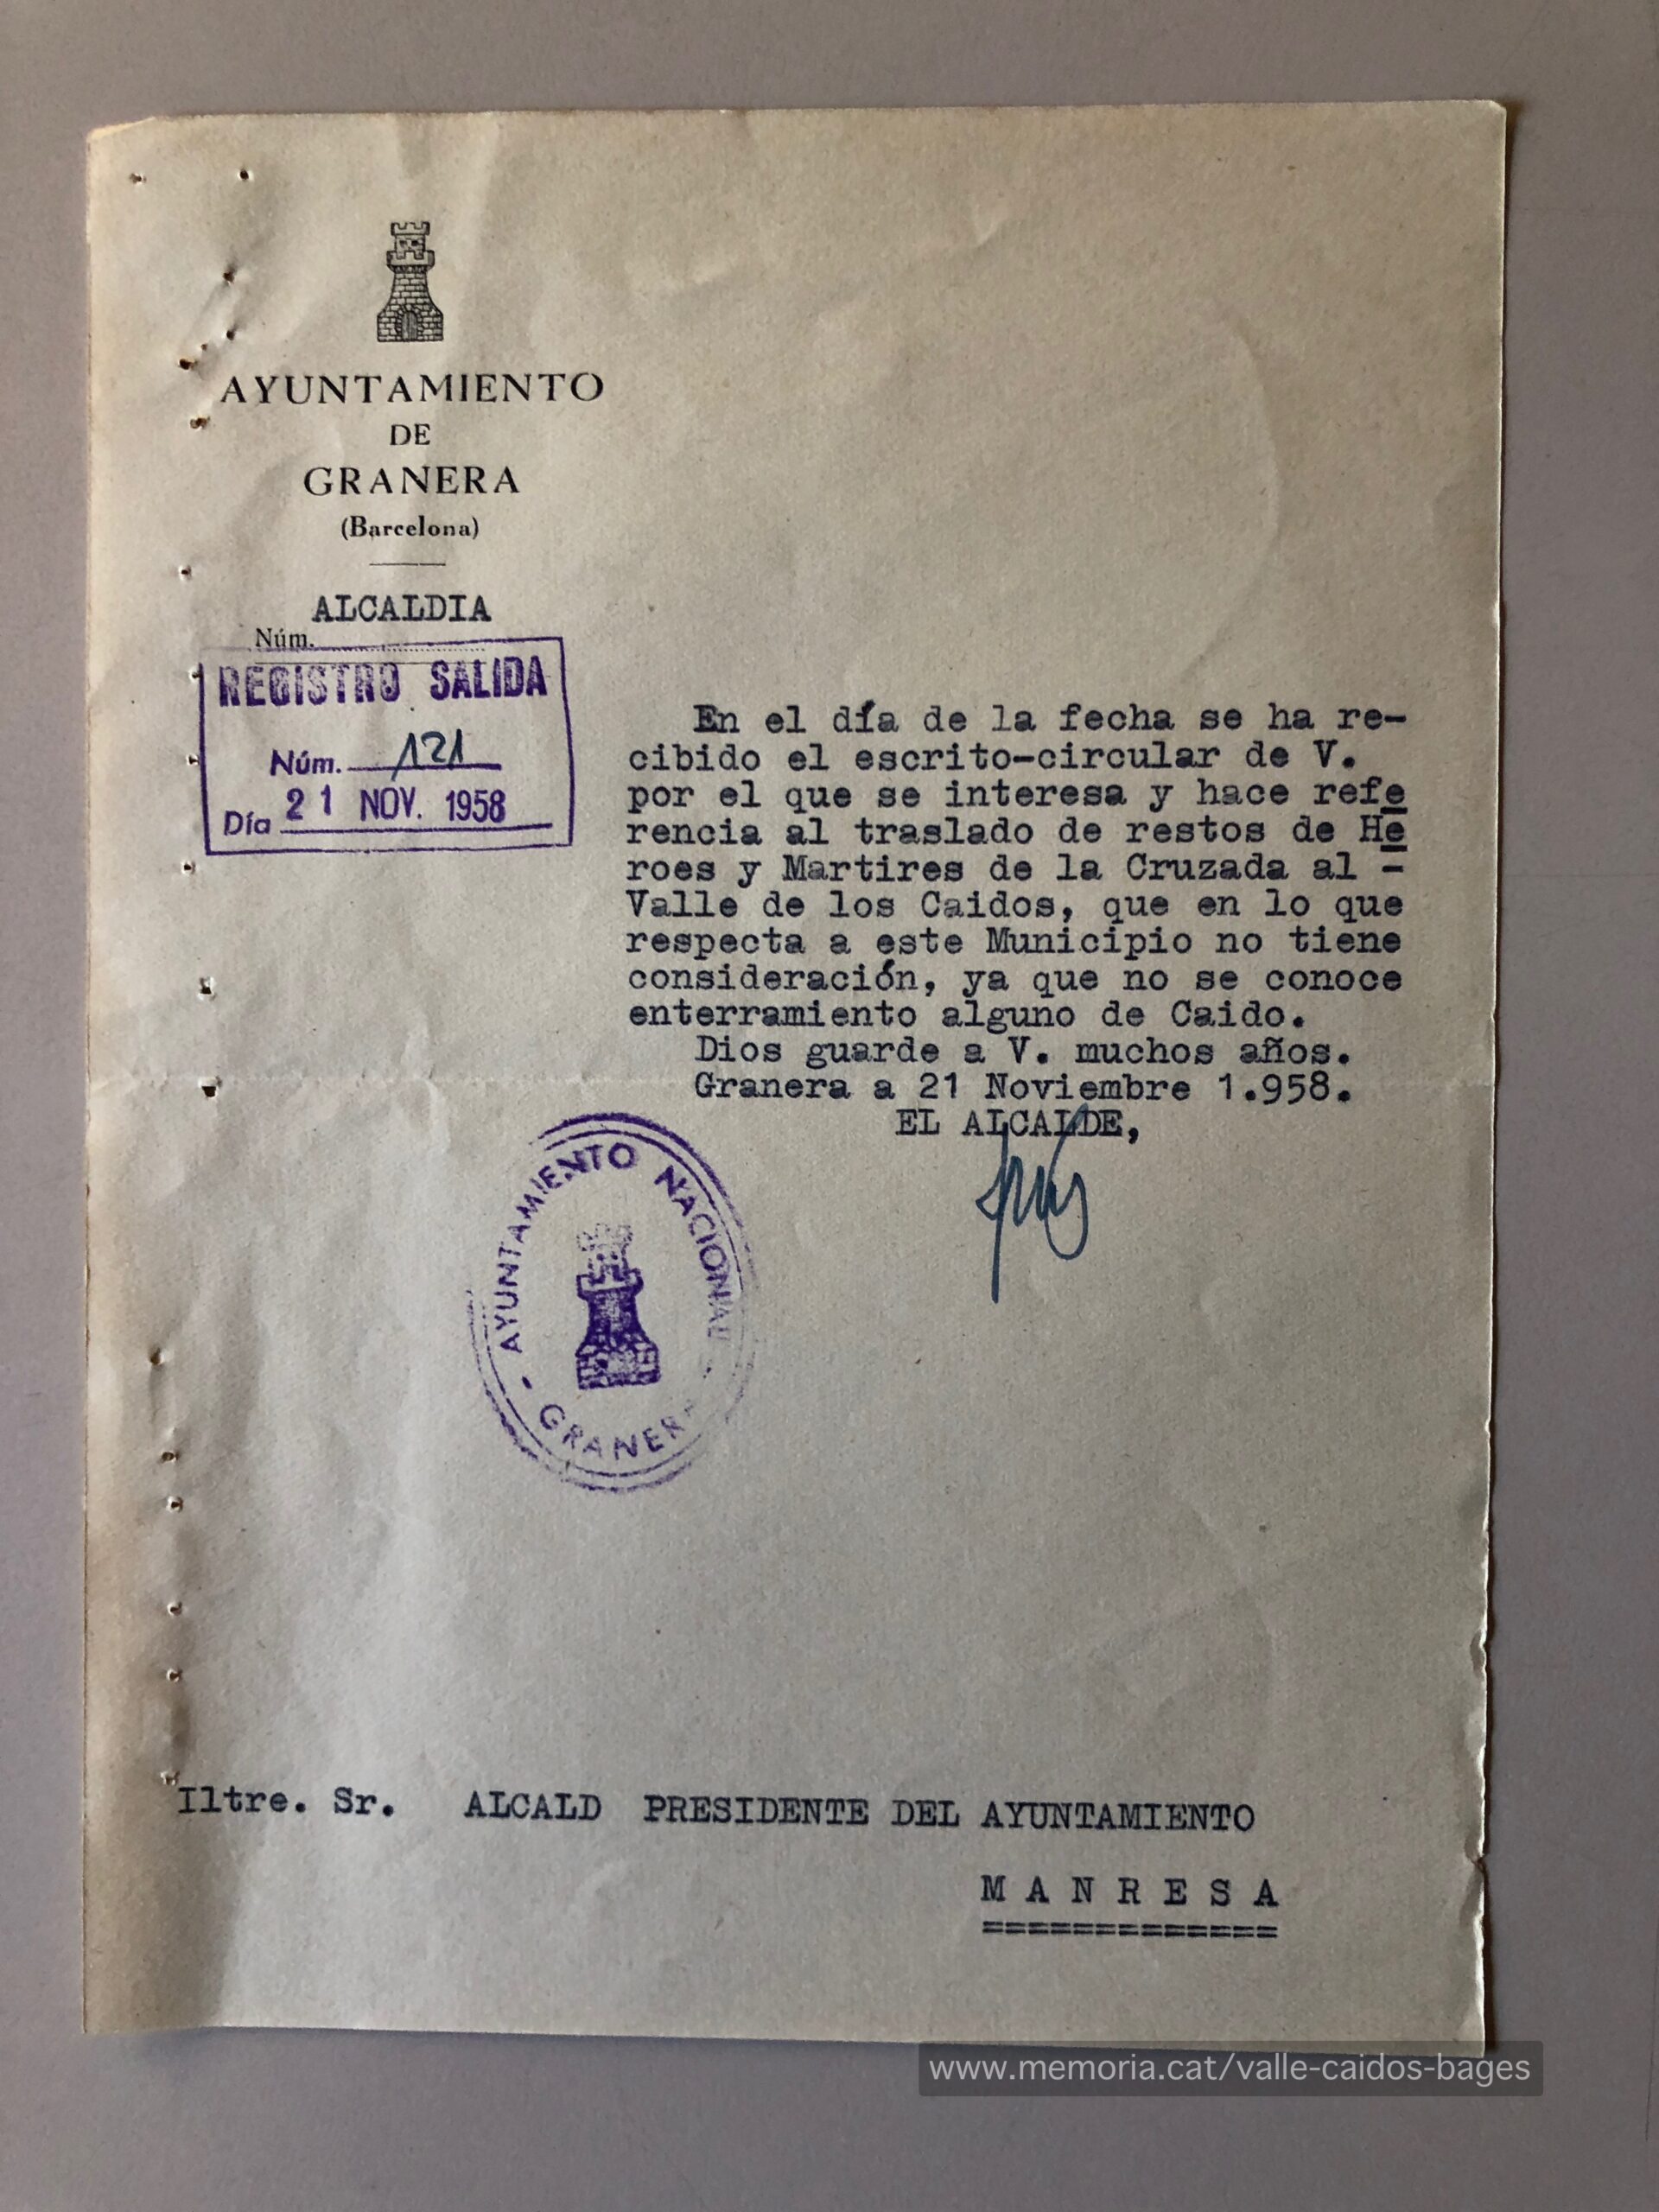 AYUNTAMIENTO
DE
GRANERA
(Barcelona)
ALCALDIA
Núm.
REGISTRO SALIDA
Núm. 121
Día 21 NOV. 1958
En el día de la fecha se ha re-
cibido el escrito-circular de V.
por el que se interesa y hace refe
rencia al traslado de restos de He
roes y Martires de la Cruzada al -
Valle de los Caidos, que en lo que
respecta a este Municipio no tiene
consideración, ya que no se conoce
enterramiento alguno de Caido.
Dios guarde a V. muchos años.
Granera a 21 Noviembre 1.958.
EL ALCALDE,
AYUNTAMIENTO NACIONAL
GRANERA
Iltre. Sr. ALCALD PRESIDENTE DEL AYUNTAMIENTO
M A N R E S A
=============
www.memoria.cat/valle-caidos-bages